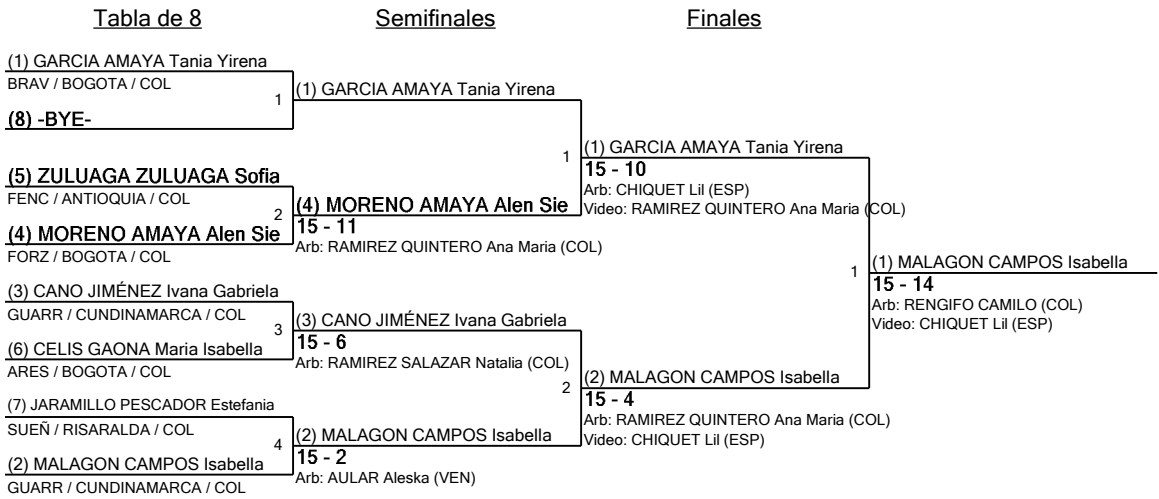 Tabla de 8
Semifinales
Finales
(1) GARCIA AMAYA Tania Yirena
BRAV / BOGOTA / COL
1
(8) -BYE-
(5) ZULUAGA ZULUAGA Sofia
FENC / ANTIOQUIA / COL
2
(4) MORENO AMAYA Alen Sie
FORZ / BOGOTA / COL
(3) CANO JIMÉNEZ Ivana Gabriela
GUARR / CUNDINAMARCA / COL
3
(6) CELIS GAONA Maria Isabella
ARES / BOGOTA / COL
(7) JARAMILLO PESCADOR Estefania
SUEÑ / RISARALDA / COL
4
(2) MALAGON CAMPOS Isabella
GUARR / CUNDINAMARCA / COL
(1) GARCIA AMAYA Tania Yirena
1
(4) MORENO AMAYA Alen Sie
15 - 11
Arb: RAMIREZ QUINTERO Ana Maria (COL)
(3) CANO JIMÉNEZ Ivana Gabriela
15 - 6
Arb: RAMIREZ SALAZAR Natalia (COL)
2
(2) MALAGON CAMPOS Isabella
15 - 2
Arb: AULAR Aleska (VEN)
(1) GARCIA AMAYA Tania Yirena
15 - 10
Arb: CHIQUET Lil (ESP)
Video: RAMIREZ QUINTERO Ana Maria (COL)
1
(2) MALAGON CAMPOS Isabella
15 - 4
Arb: RAMIREZ QUINTERO Ana Maria (COL)
Video: CHIQUET Lil (ESP)
(1) MALAGON CAMPOS Isabella
15 - 14
Arb: RENGIFO CAMILO (COL)
Video: CHIQUET Lil (ESP)